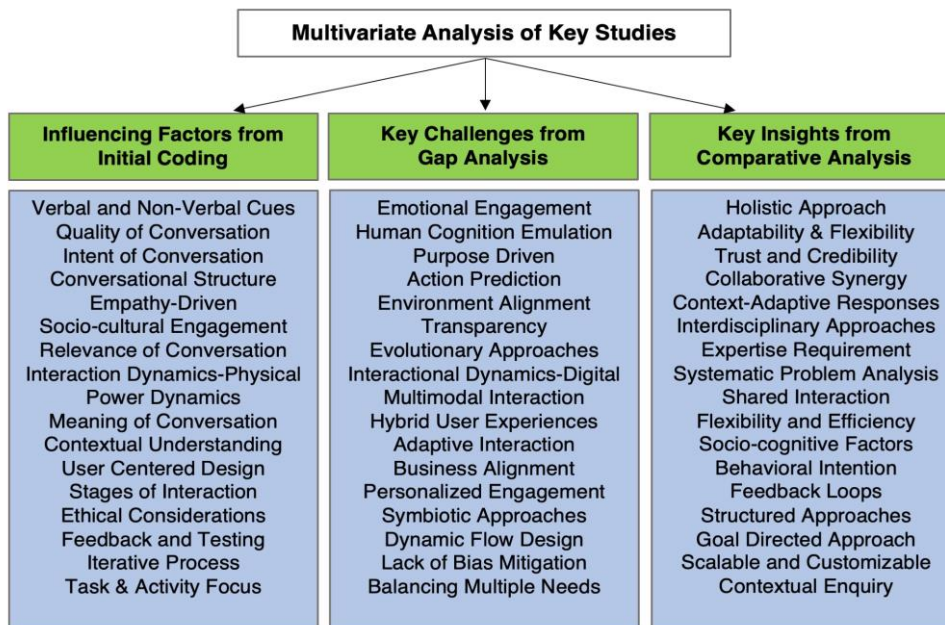 Multivariate Analysis of Key Studies
Influencing Factors from
Initial Coding
Verbal and Non-Verbal Cues
Quality of Conversation
Intent of Conversation
Conversational Structure
Empathy-Driven
Socio-cultural Engagement
Relevance of Conversation
Interaction Dynamics-Physical
Power Dynamics
Meaning of Conversation
Contextual Understanding
User Centered Design
Stages of Interaction
Ethical Considerations
Feedback and Testing
Iterative Process
Task & Activity Focus
Key Challenges from
Gap Analysis
Emotional Engagement
Human Cognition Emulation
Purpose Driven
Action Prediction
Environment Alignment
Transparency
Evolutionary Approaches
Interactional Dynamics-Digital
Multimodal Interaction
Hybrid User Experiences
Adaptive Interaction
Business Alignment
Personalized Engagement
Symbiotic Approaches
Dynamic Flow Design
Lack of Bias Mitigation
Balancing Multiple Needs
Key Insights from
Comparative Analysis
Holistic Approach
Adaptability & Flexibility
Trust and Credibility
Collaborative Synergy
Context-Adaptive Responses
Interdisciplinary Approaches
Expertise Requirement
Systematic Problem Analysis
Shared Interaction
Flexibility and Efficiency
Socio-cognitive Factors
Behavioral Intention
Feedback Loops
Structured Approaches
Goal Directed Approach
Scalable and Customizable
Contextual Enquiry